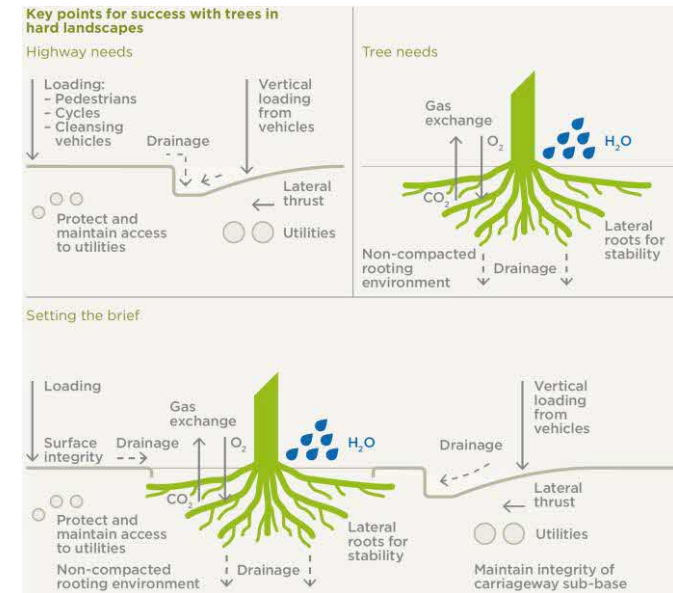 Key points for success with trees in
hard landscapes
Highway needs
Loading:
– Pedestrians
– Cycles
– Cleansing
vehicles
Drainage
Vertical
loading
from
vehicles
Lateral
thrust
Protect and
maintain access
to utilities
Utilities
Tree needs
Gas
exchange
O₂
H₂O
CO₂
Lateral
roots for
stability
Non-compacted
rooting
environment
Drainage
Setting the brief
Loading
Surface
integrity
Drainage
Gas
exchange
O₂
H₂O
CO₂
Protect and
maintain access
to utilities
Non-compacted
rooting environment
Drainage
Lateral
roots for
stability
Vertical
loading
from
vehicles
Drainage
Lateral
thrust
Utilities
Maintain integrity of
carriageway sub-base